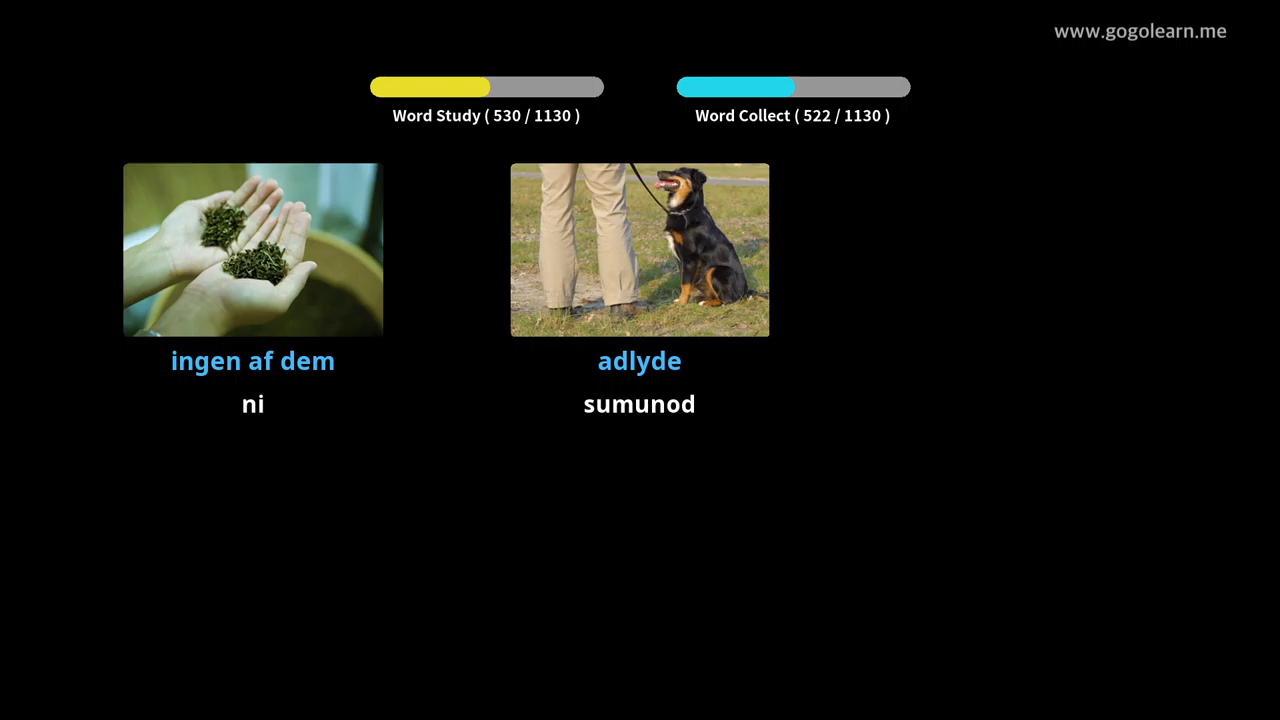 www.gogolearn.me
Word Study ( 530 / 1130 )
Word Collect ( 522 / 1130 )
ingen af dem
ni
adlyde
sumunod